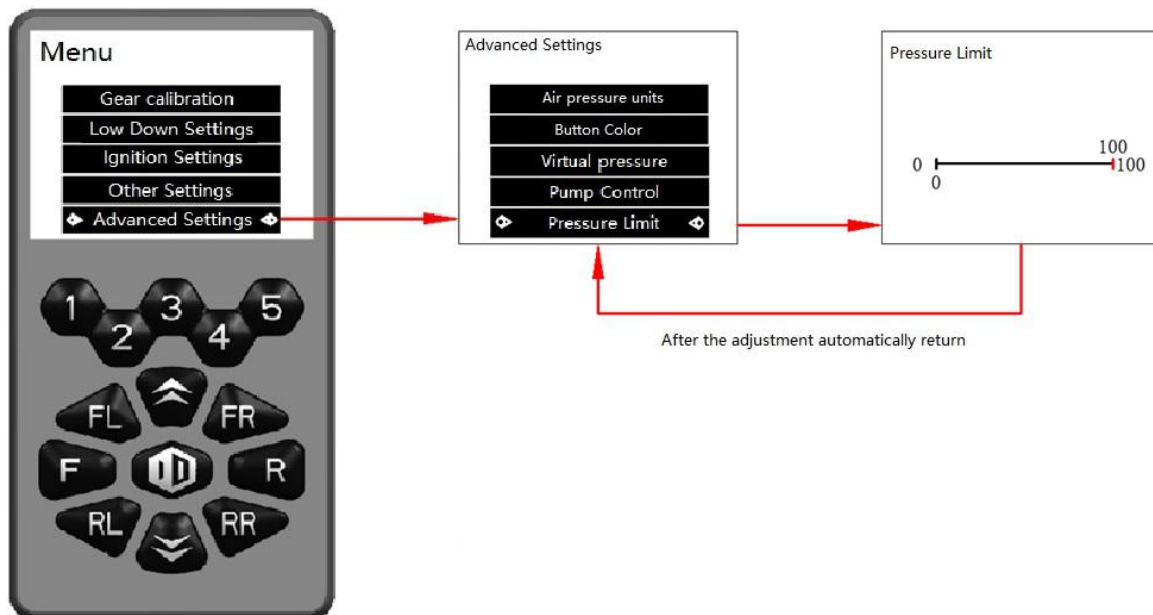 Menu
Gear calibration
Low Down Settings
Ignition Settings
Other Settings
Advanced Settings
Advanced Settings
Air pressure units
Button Color
Virtual pressure
Pump Control
Pressure Limit
Pressure Limit
100
0 100
0
After the adjustment automatically return
1 3 5
2 4
FL FR
F R
RL RR